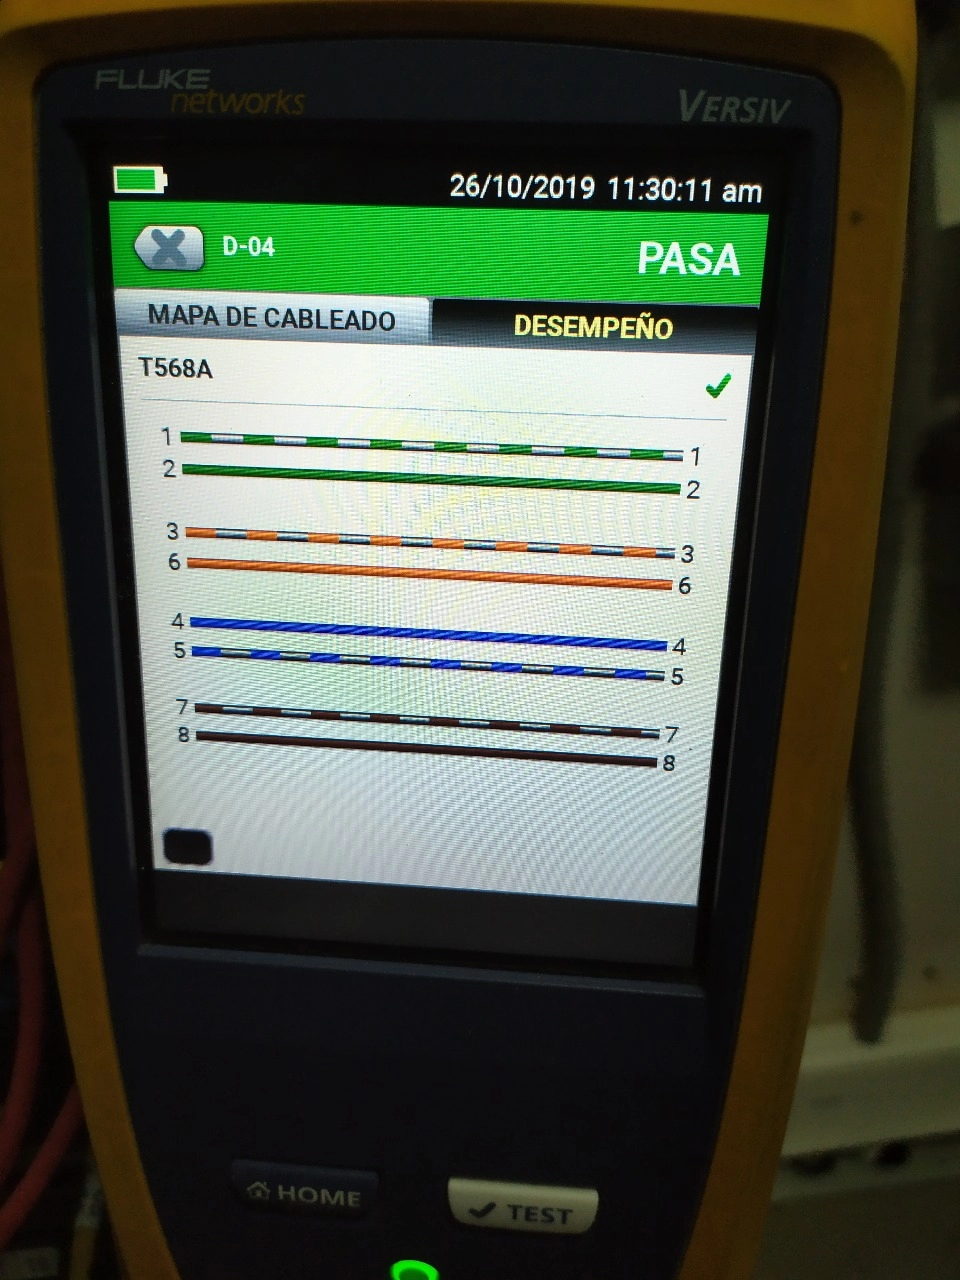 FLUKE
networks
VERSIV
26/10/2019 11:30:11 am
D-04
PASA
MAPA DE CABLEADO
DESEMPEÑO
T568A
1 1
2 2
3 3
6 6
4 4
5 5
7 7
8 8
HOME
TEST